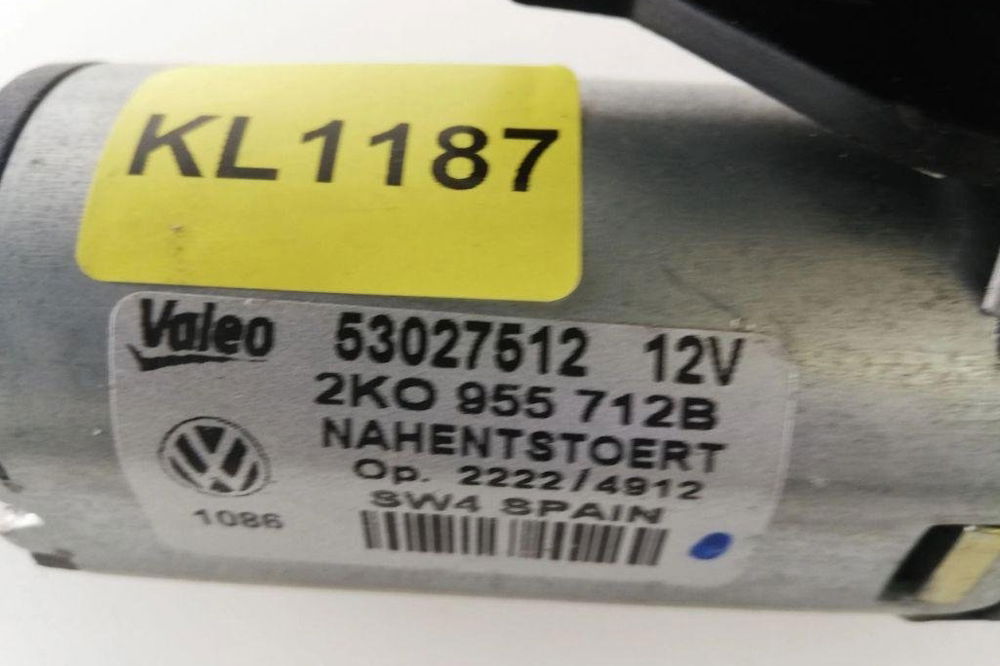 KL1187
Valeo 53027512 12V
2KO 955 712B
NAHENTSTOERT
Op. 2222/4912
SW4 SPAIN
1086